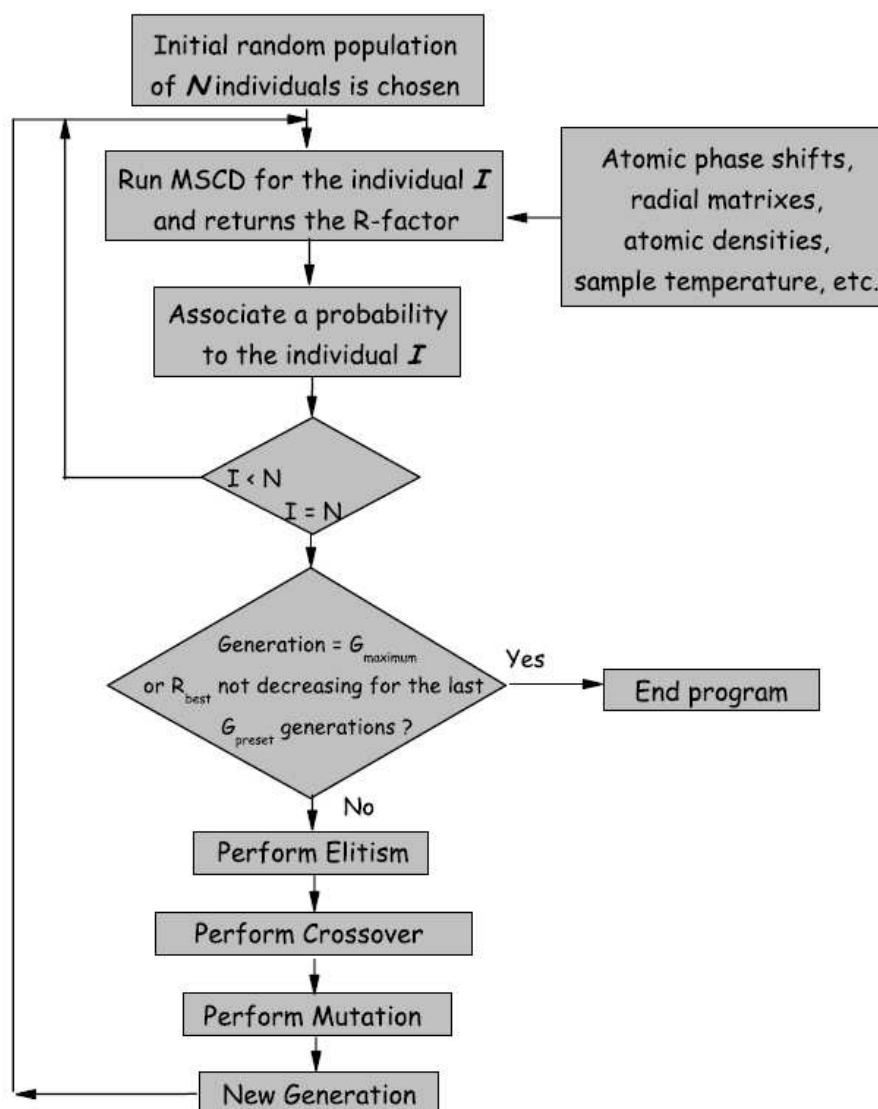 Initial random population
of N individuals is chosen
Run MSCD for the individual I
and returns the R-factor
Atomic phase shifts,
radial matrixes,
atomic densities,
sample temperature, etc.
Associate a probability
to the individual I
I < N
I = N
Generation = G maximum
or R best not decreasing for the last
G preset generations ?
Yes
End program
No
Perform Elitism
Perform Crossover
Perform Mutation
New Generation